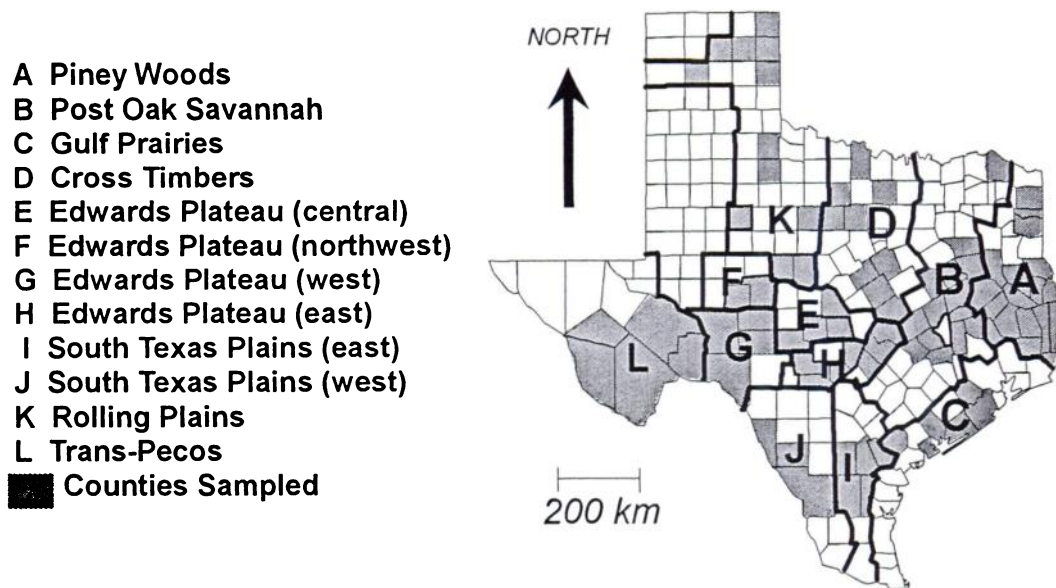 A Piney Woods
B Post Oak Savannah
C Gulf Prairies
D Cross Timbers
E Edwards Plateau (central)
F Edwards Plateau (northwest)
G Edwards Plateau (west)
H Edwards Plateau (east)
I South Texas Plains (east)
J South Texas Plains (west)
K Rolling Plains
L Trans-Pecos
Counties Sampled
NORTH
K
D
F
B
A
E
G
H
L
C
J
I
200 km